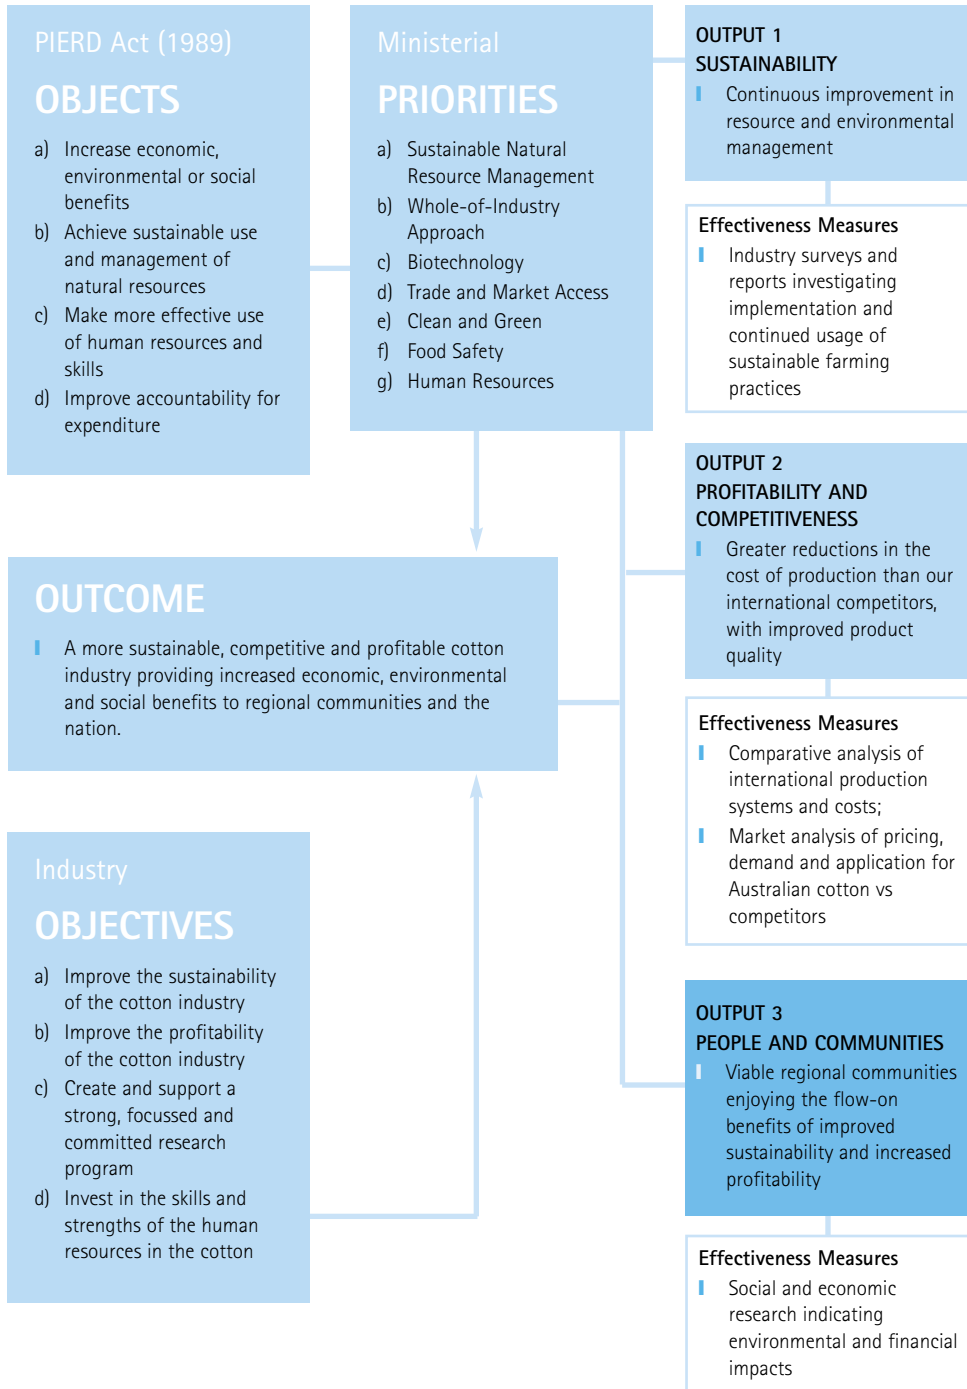 PIERD Act (1989)
OBJECTS
a) Increase economic,
environmental or social
benefits
b) Achieve sustainable use
and management of
natural resources
c) Make more effective use
of human resources and
skills
d) Improve accountability for
expenditure
Ministerial
PRIORITIES
a) Sustainable Natural
Resource Management
b) Whole-of-Industry
Approach
c) Biotechnology
d) Trade and Market Access
e) Clean and Green
f) Food Safety
g) Human Resources
OUTCOME
A more sustainable, competitive and profitable cotton
industry providing increased economic, environmental
and social benefits to regional communities and the
nation.
Industry
OBJECTIVES
a) Improve the sustainability
of the cotton industry
b) Improve the profitability
of the cotton industry
c) Create and support a
strong, focussed and
committed research
program
d) Invest in the skills and
strengths of the human
resources in the cotton
OUTPUT 1
SUSTAINABILITY
Continuous improvement in
resource and environmental
management
Effectiveness Measures
Industry surveys and
reports investigating
implementation and
continued usage of
sustainable farming
practices
OUTPUT 2
PROFITABILITY AND
COMPETITIVENESS
Greater reductions in the
cost of production than our
international competitors,
with improved product
quality
Effectiveness Measures
Comparative analysis of
international production
systems and costs;
Market analysis of pricing,
demand and application for
Australian cotton vs
competitors
OUTPUT 3
PEOPLE AND COMMUNITIES
Viable regional communities
enjoying the flow-on
benefits of improved
sustainability and increased
profitability
Effectiveness Measures
Social and economic
research indicating
environmental and financial
impacts